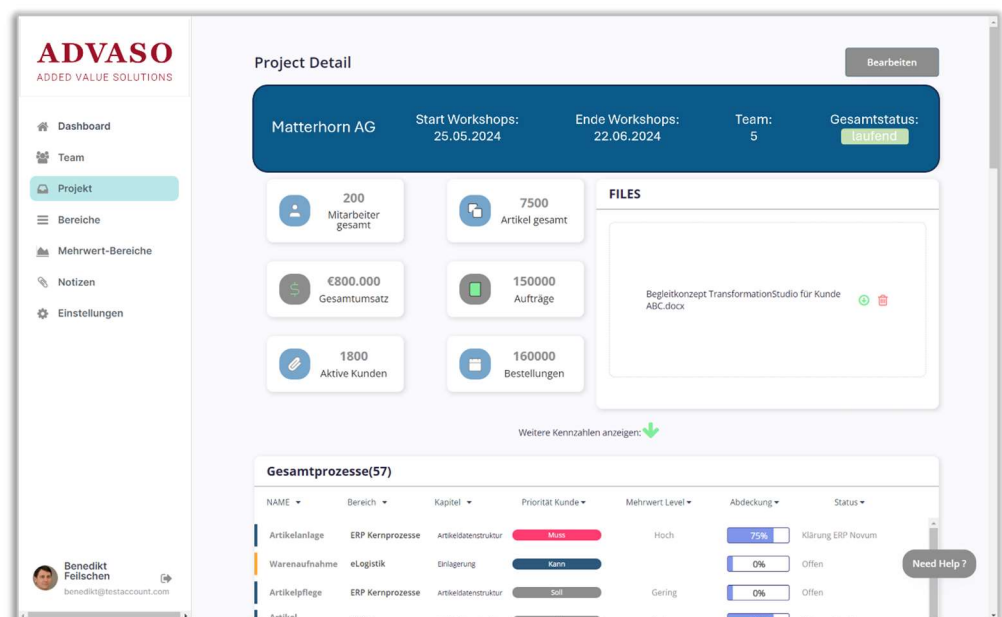 ADVASO
ADDED VALUE SOLUTIONS
Dashboard
Team
Projekt
Bereiche
Mehrwert-Bereiche
Notizen
Einstellungen
Benedikt
Feilschen
benedikt@testaccount.com
Project Detail
Bearbeiten
Matterhorn AG
Start Workshops:
25.05.2024
Ende Workshops:
22.06.2024
Team:
5
Gesamtstatus:
laufend
200
Mitarbeiter
gesamt
7500
Artikel gesamt
€800.000
Gesamtumsatz
150000
Aufträge
1800
Aktive Kunden
160000
Bestellungen
FILES
Begleitkonzept TransformationStudio für Kunde
ABC.docx
Weitere Kennzahlen anzeigen:
Gesamtprozesse(57)
NAME Bereich Kapitel Priorität Kunde Mehrwert Level Abdeckung Status
Artikelanlage ERP Kernprozesse Artikeldatenstruktur Muss Hoch 75% Klärung ERP Novum
Warenaufnahme eLogistik Einlagerung Kann 0% Offen
Artikelpflege ERP Kernprozesse Artikeldatenstruktur Soll Gering 0% Offen
Artikel
Need Help ?